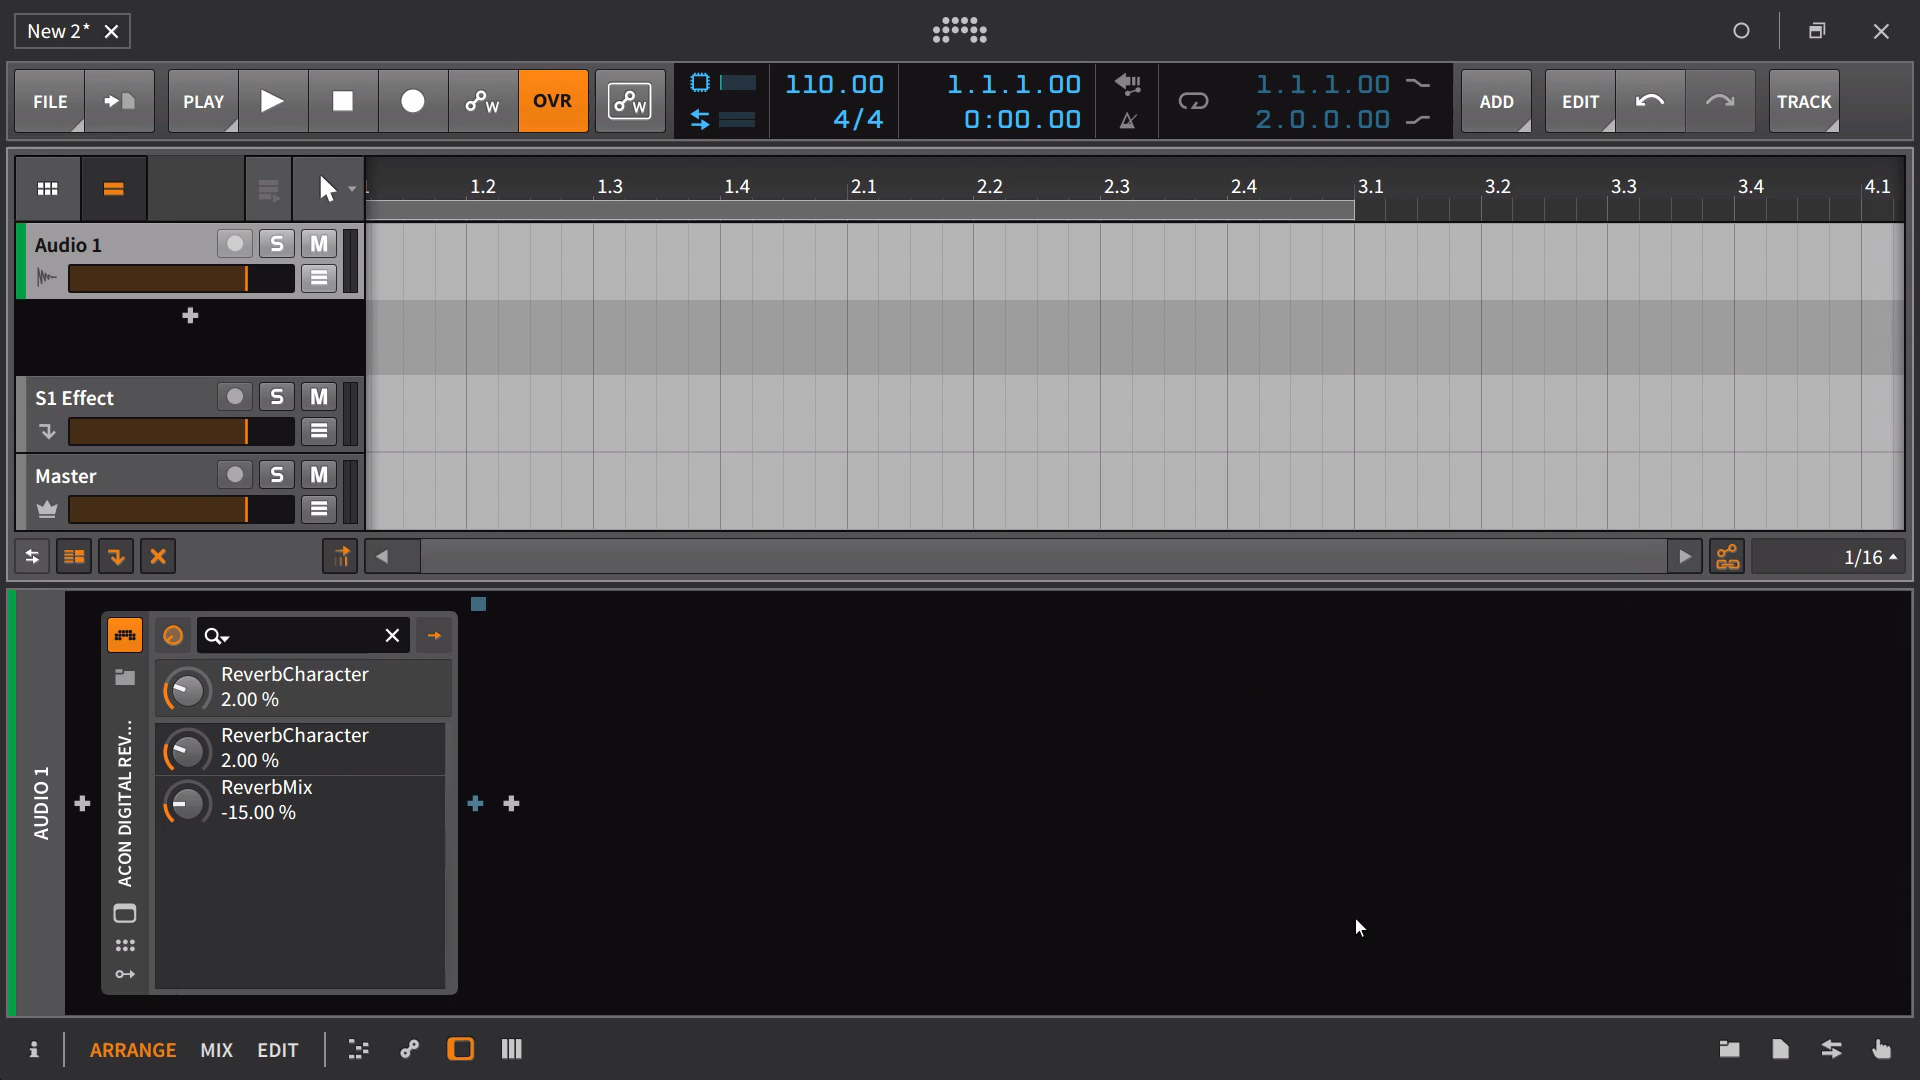 New 2*
FILE
PLAY
OVR
110.00
4/4
1.1.1.00
0:00.00
1.1.1.00
2.0.0.00
ADD
EDIT
TRACK
1.2
1.3
1.4
2.1
2.2
2.3
2.4
3.1
3.2
3.3
3.4
4.1
Audio 1
S
M
S1 Effect
S
M
Master
S
M
1/16
AUDIO 1
ACON DIGITAL REV...
ReverbCharacter
2.00 %
ReverbCharacter
2.00 %
ReverbMix
-15.00 %
ARRANGE
MIX
EDIT